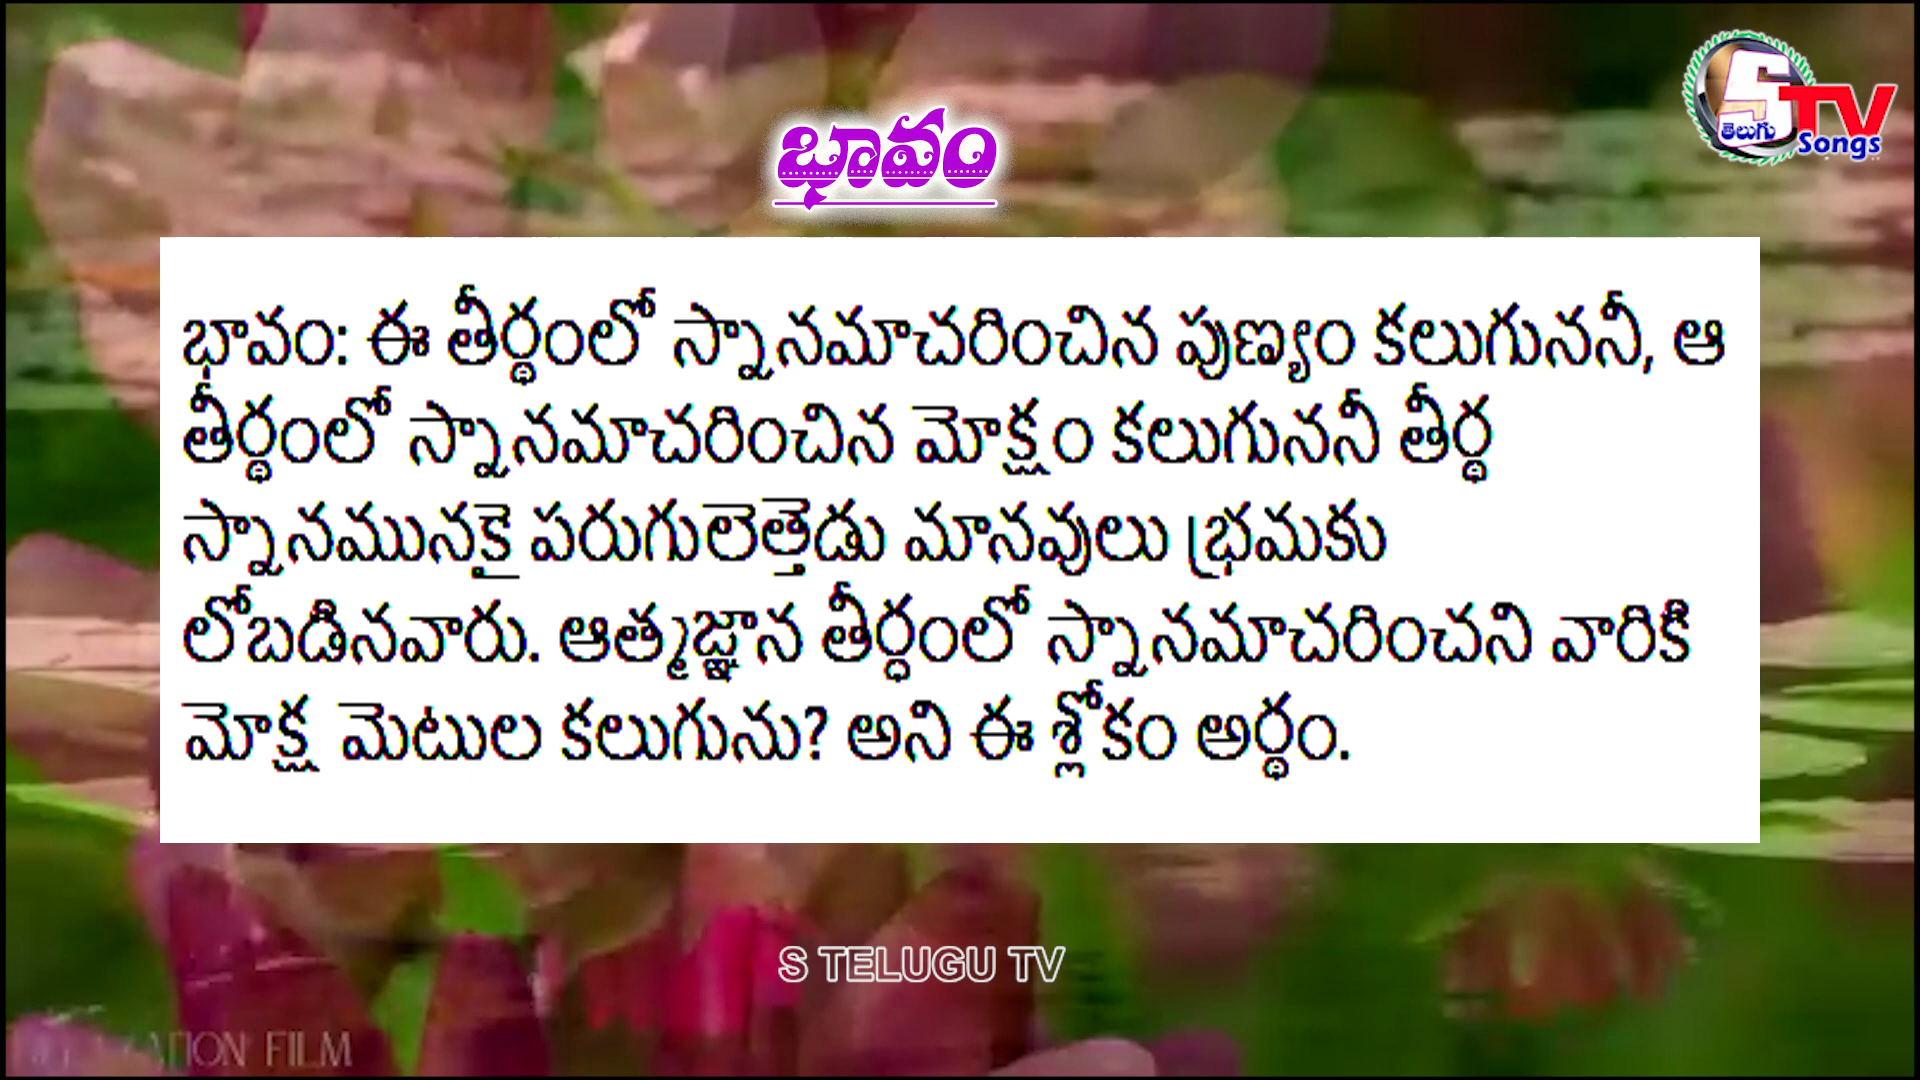 S TV
తెలుగు Songs
భావం
భావం: ఈ తీర్థంలో స్నానమాచరించిన పుణ్యం కలుగుననీ, ఆ
తీర్థంలో స్నానమాచరించిన మోక్షం కలుగుననీ తీర్థ
స్నానమునకై పరుగులెత్తెడు మానవులు భ్రమకు
లోబడినవారు. ఆత్మజ్ఞాన తీర్ధంలో స్నానమాచరించని వారికి
మోక్ష మెటుల కలుగును? అని ఈ శ్లోకం అర్థం.
S TELUGU TV
FILM